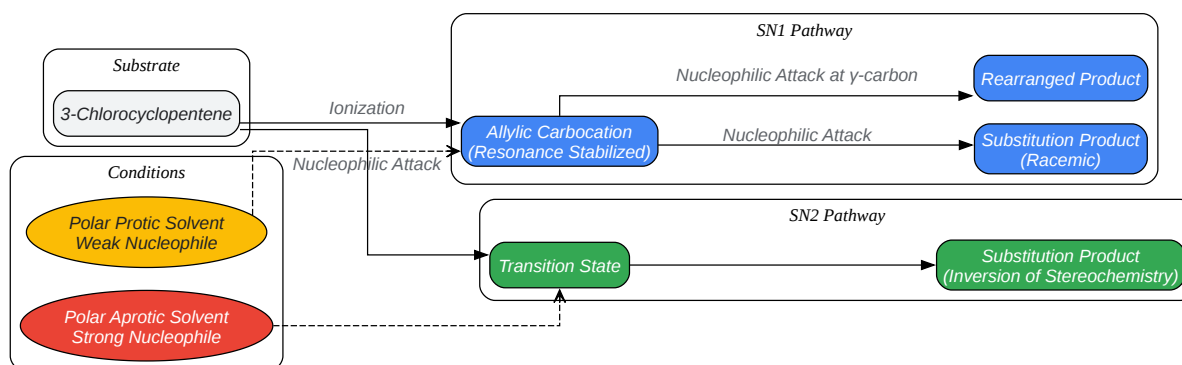 Substrate
3-Chlorocyclopentene
Conditions
Polar Protic Solvent
Weak Nucleophile
Polar Aprotic Solvent
Strong Nucleophile
Ionization
Nucleophilic Attack
SN1 Pathway
Allylic Carbocation
(Resonance Stabilized)
Nucleophilic Attack at γ-carbon
Nucleophilic Attack
Rearranged Product
Substitution Product
(Racemic)
SN2 Pathway
Transition State
Substitution Product
(Inversion of Stereochemistry)